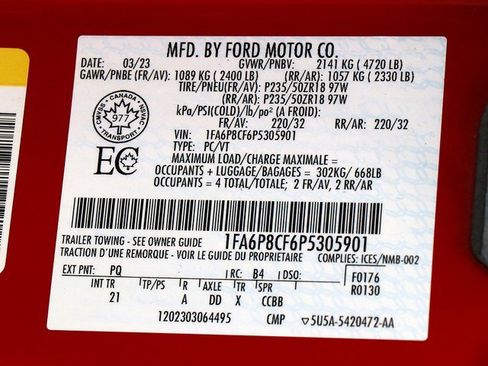 MFD. BY FORD MOTOR CO.
DATE: 03/23 GVWR/PNBV: 2141 KG ( 4720 LB)
GAWR/PNBE (FR/AV): 1089 KG ( 2400 LB) (RR/AR): 1057 KG ( 2330 LB)
TIRE/PNEU(FR/AV): P235/50ZR18 97W
(RR/AR): P235/50ZR18 97W
kPa/PSI(COLD)/lb/po² (A FROID):
FR/AV: 220/32 RR/AR: 220/32
VIN: 1FA6P8CF6P5305901
TYPE: PC/VT
MAXIMUM LOAD/CHARGE MAXIMALE =
OCCUPANTS + LUGGAGE/BAGAGES = 302KG/ 668LB
OCCUPANTS = 4 TOTAL/TOTALE: 2 FR/AV, 2 RR/AR
CANADA
CMVSS
NSVAC
977
TRANSPORT
EC
TRAILER TOWING - SEE OWNER GUIDE 1FA6P8CF6P5305901
TRACTION D'UNE REMORQUE - VOIR LE GUIDE DU PROPRIETAIRE COMPLIES: ICES/NMB-002
EXT PNT: PQ RC: B4 DSO: F0176
INT TR TP/PS R AXLE TR SPR R0130
21 A DD X CCBB
1202303064495 CMP 5U5A-5420472-AA